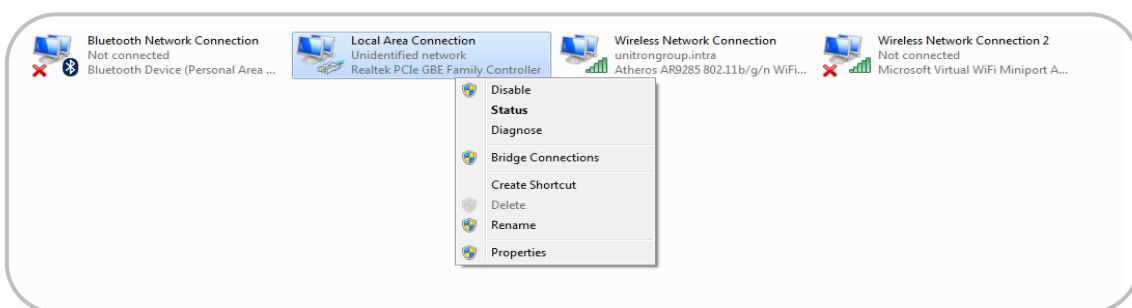 Bluetooth Network Connection
Not connected
Bluetooth Device (Personal Area ...
Local Area Connection
Unidentified network
Realtek PCIe GBE Family Controller
Wireless Network Connection
unitrongroup.intra
Atheros AR9285 802.11b/g/n WiFi...
Wireless Network Connection 2
Not connected
Microsoft Virtual WiFi Miniport A...
Disable
Status
Diagnose
Bridge Connections
Create Shortcut
Delete
Rename
Properties